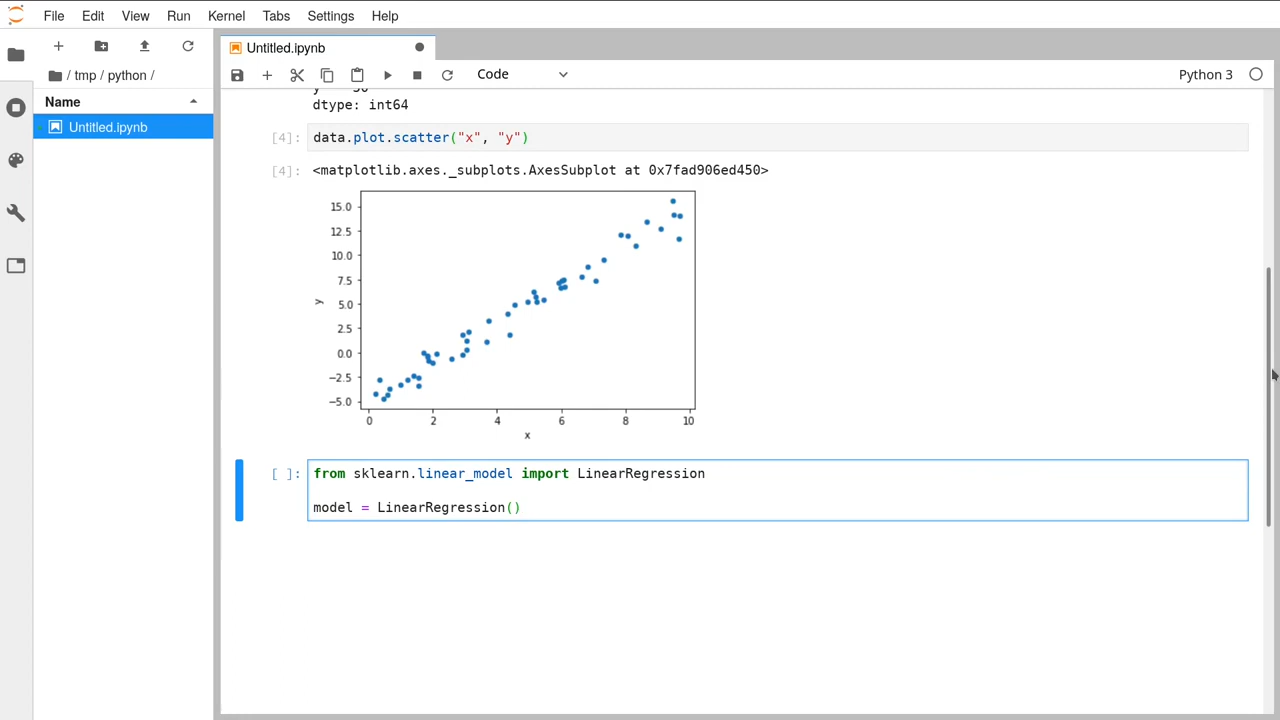 File Edit View Run Kernel Tabs Settings Help
Untitled.ipynb
/ tmp / python /
Code
Python 3
Name
Untitled.ipynb
dtype: int64
[4]: data.plot.scatter("x", "y")
[4]: <matplotlib.axes._subplots.AxesSubplot at 0x7fad906ed450>
15.0
12.5
10.0
7.5
5.0
2.5
0.0
−2.5
−5.0
y
0 2 4 6 8 10
x
[ ]: from sklearn.linear_model import LinearRegression
model = LinearRegression()